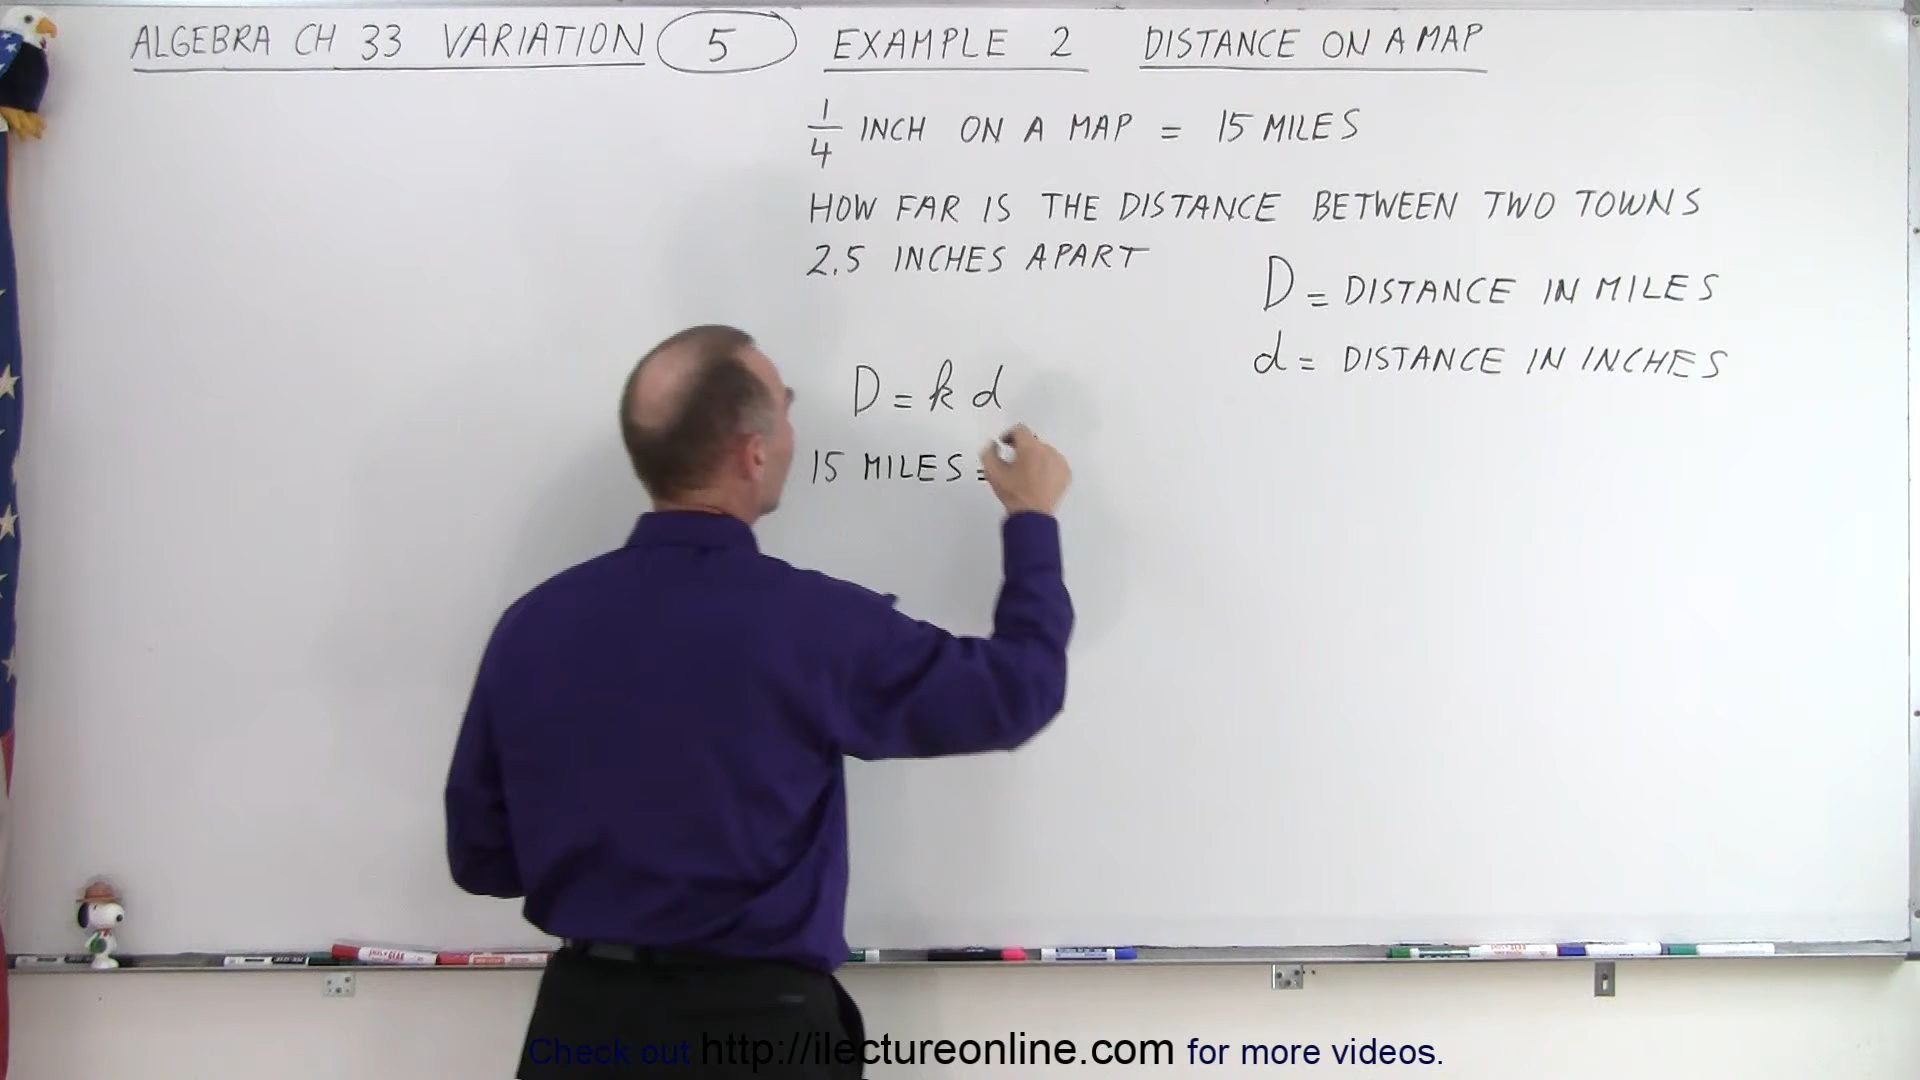 ALGEBRA CH 33 VARIATION 5 EXAMPLE 2 DISTANCE ON A MAP
1/4 INCH ON A MAP = 15 MILES
HOW FAR IS THE DISTANCE BETWEEN TWO TOWNS
2.5 INCHES APART
D = DISTANCE IN MILES
d = DISTANCE IN INCHES
D = k d
15 MILES =
Check out http://ilectureonline.com for more videos.